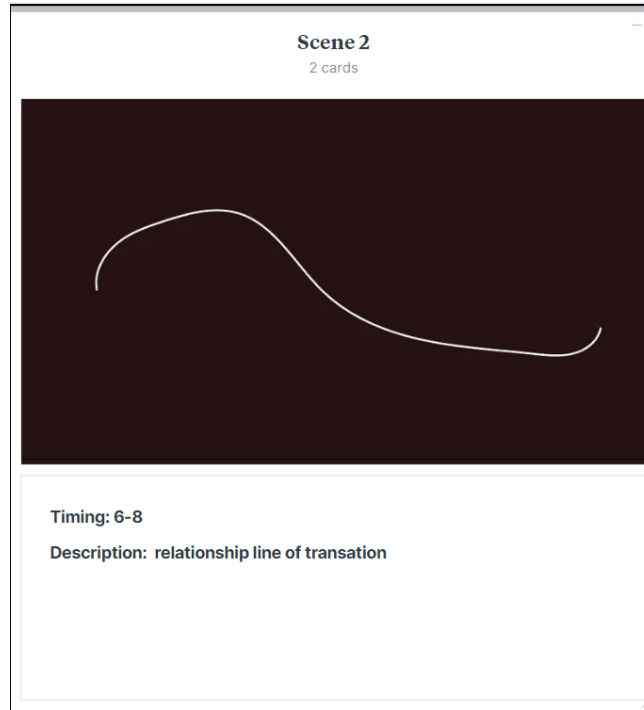 Scene 2
2 cards
Timing: 6-8
Description: relationship line of transation